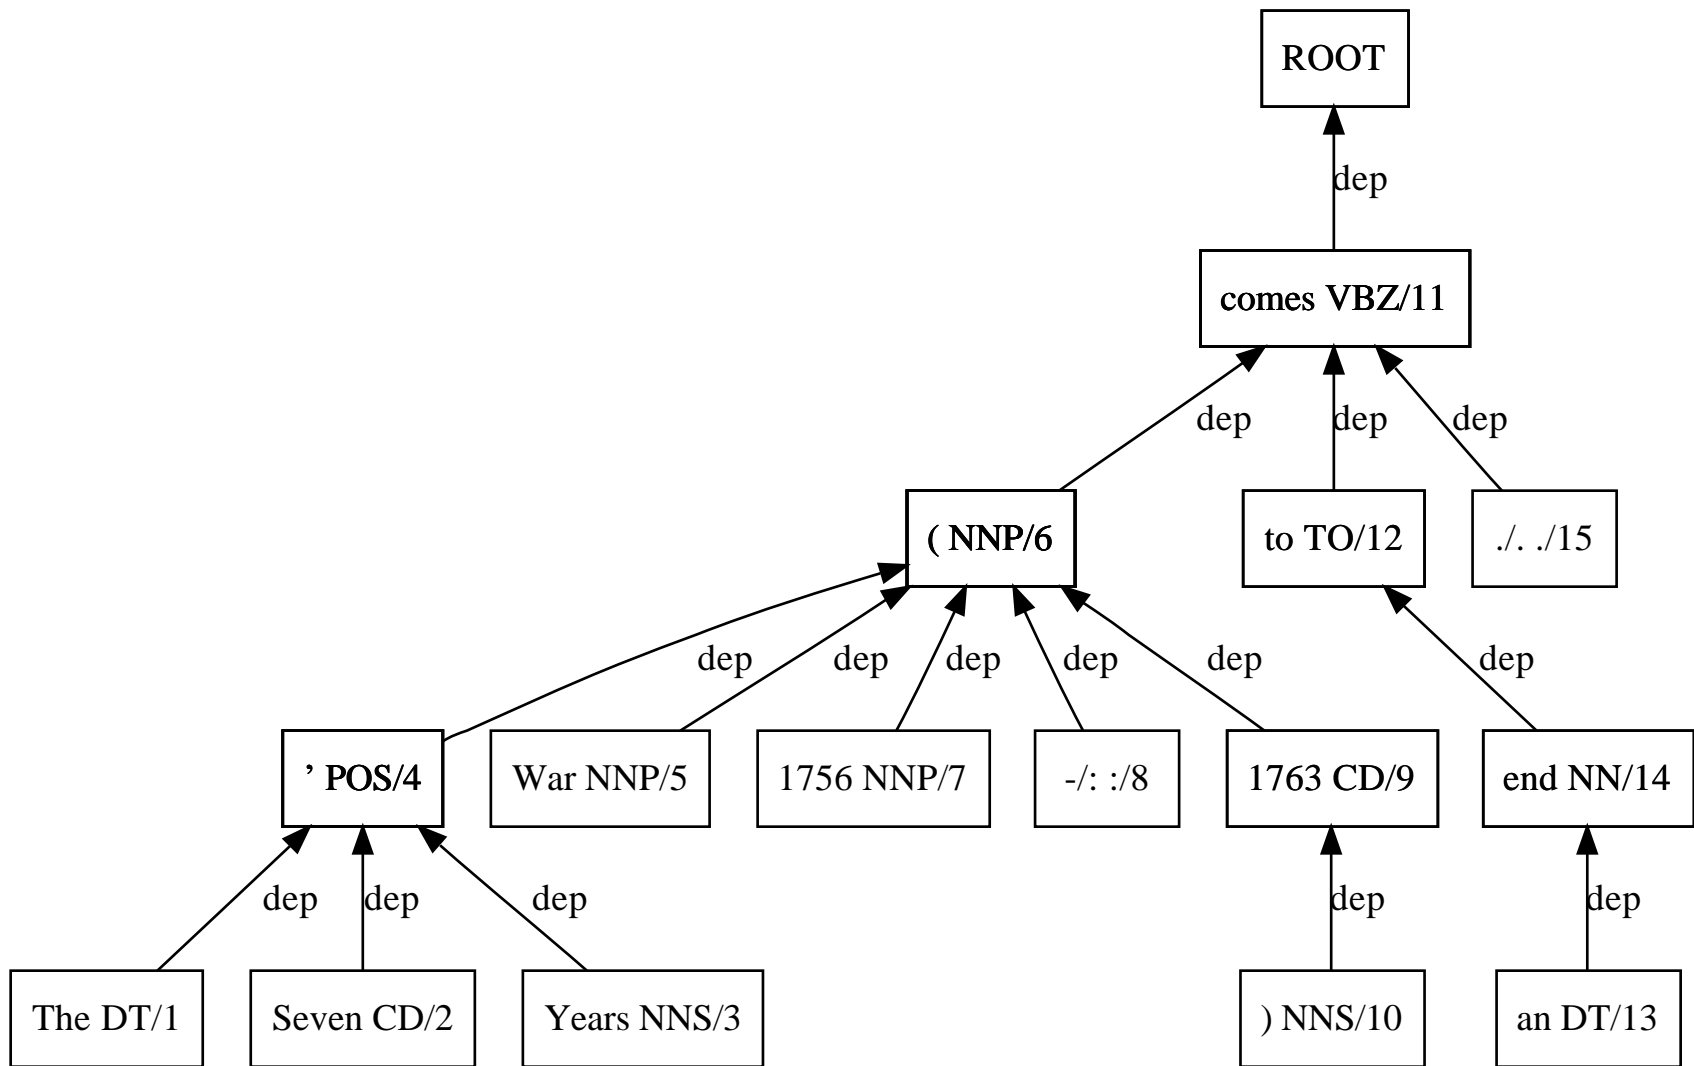 ROOT
dep
comes VBZ/11
dep dep dep
( NNP/6 to TO/12 ./. ./15
dep dep dep dep dep dep
’ POS/4 War NNP/5 1756 NNP/7 -/: :/8 1763 CD/9 end NN/14
dep dep dep dep dep
The DT/1 Seven CD/2 Years NNS/3 ) NNS/10 an DT/13